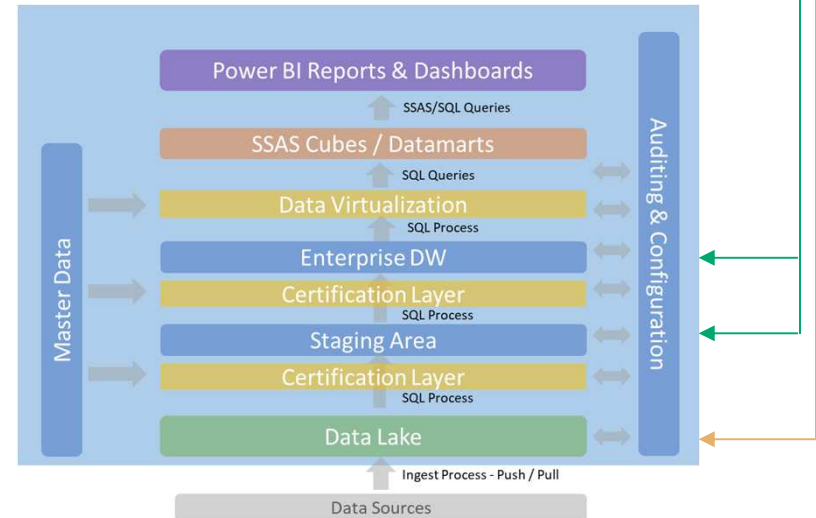 Power BI Reports & Dashboards
SSAS/SQL Queries
SSAS Cubes / Datamarts
SQL Queries
Data Virtualization
SQL Process
Enterprise DW
Certification Layer
SQL Process
Staging Area
Certification Layer
SQL Process
Data Lake
Ingest Process - Push / Pull
Data Sources
Master Data
Auditing & Configuration